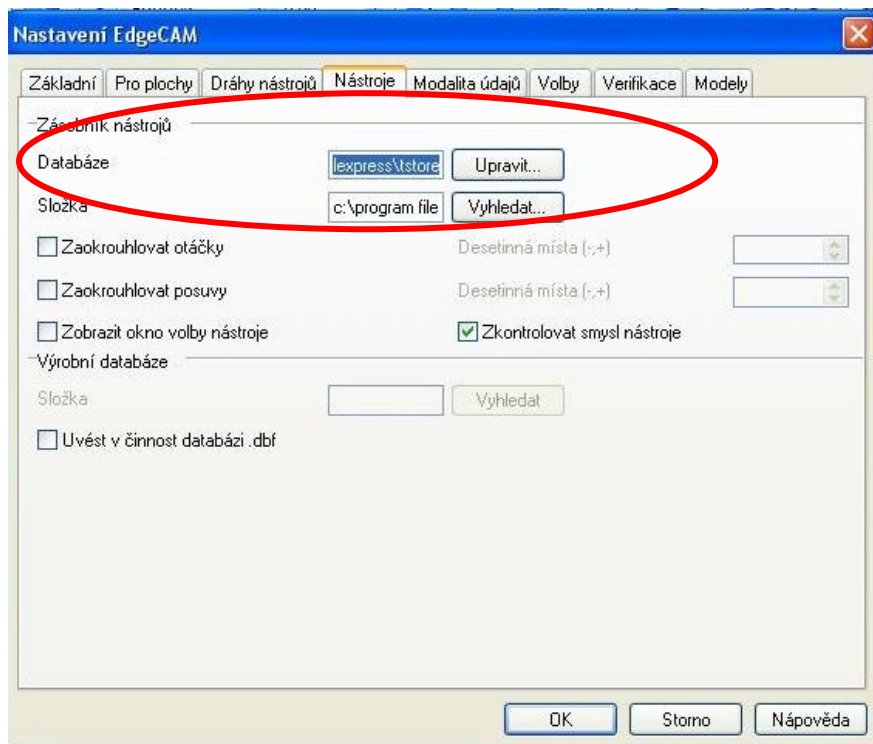 Nastavení EdgeCAM
Základní Pro plochy Dráhy nástrojů Nástroje Modalita údajů Volby Verifikace Modely
Zásobník nástrojů
Databáze lexpress\tstore Upravit...
Složka c:\program file Vyhledat...
Zaokrouhlovat otáčky Desetinná místa (-,+)
Zaokrouhlovat posuvy Desetinná místa (-,+)
Zobrazit okno volby nástroje Zkontrolovat smysl nástroje
Výrobní databáze
Složka Vyhledat
Uvést v činnost databázi .dbf
OK Storno Nápověda